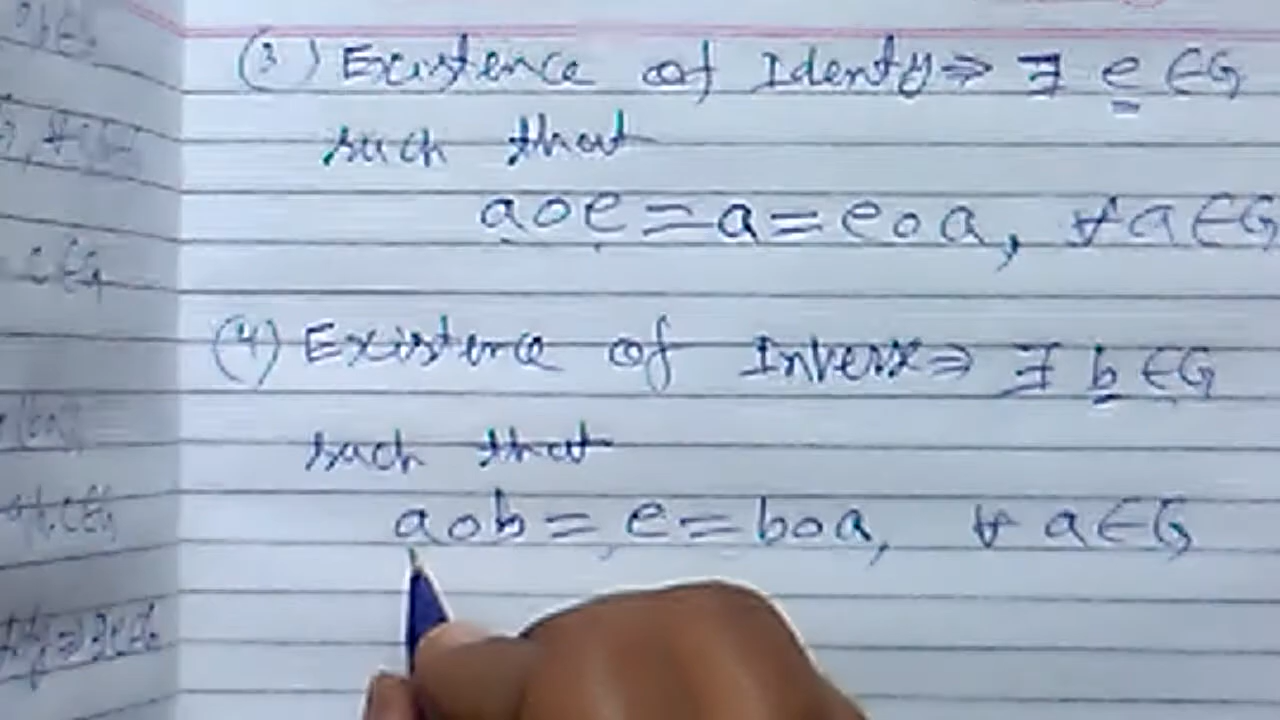 (3) Existence of Identy ⇒ ∃ e ∈ G
such that
aoe = a = eoa, ∀ a ∈ G
(4) Existence of Inverse ⇒ ∃ b ∈ G
such that
aob = e = boa, ∀ a ∈ G